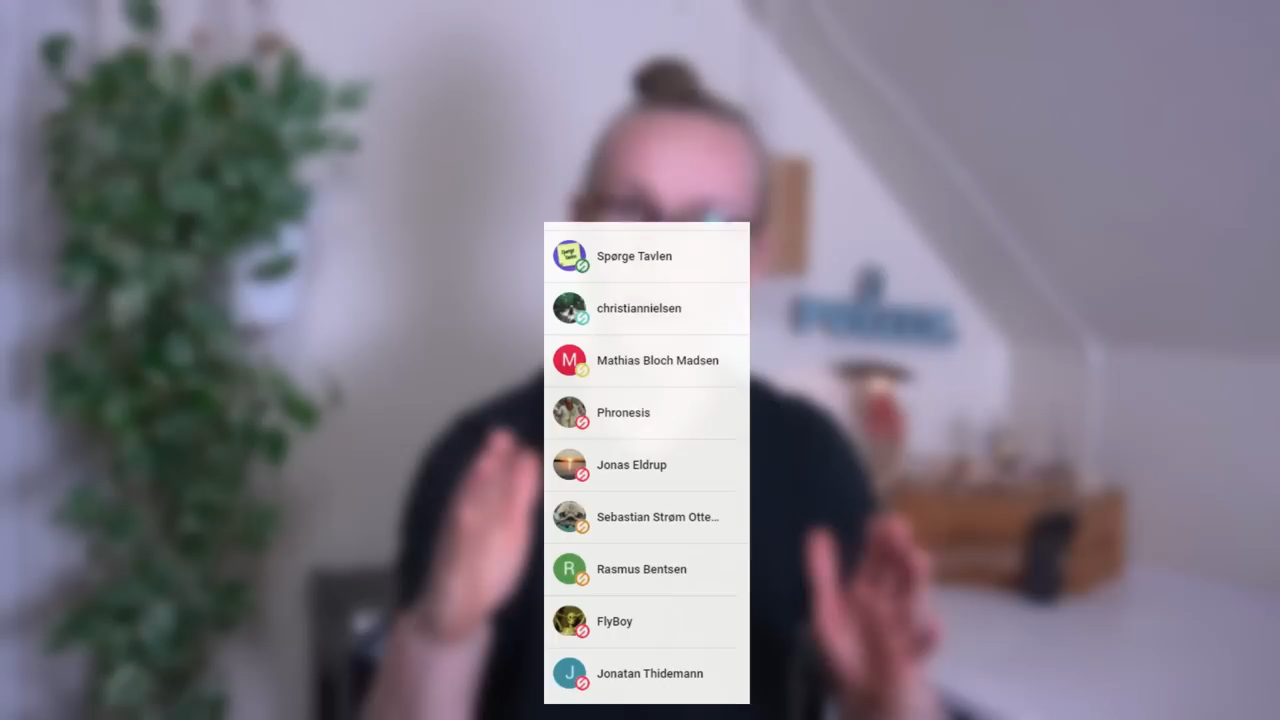 Spørge Tavlen
christiannielsen
M
Mathias Bloch Madsen
Phronesis
Jonas Eldrup
Sebastian Strøm Otte...
R
Rasmus Bentsen
FlyBoy
J
Jonatan Thidemann